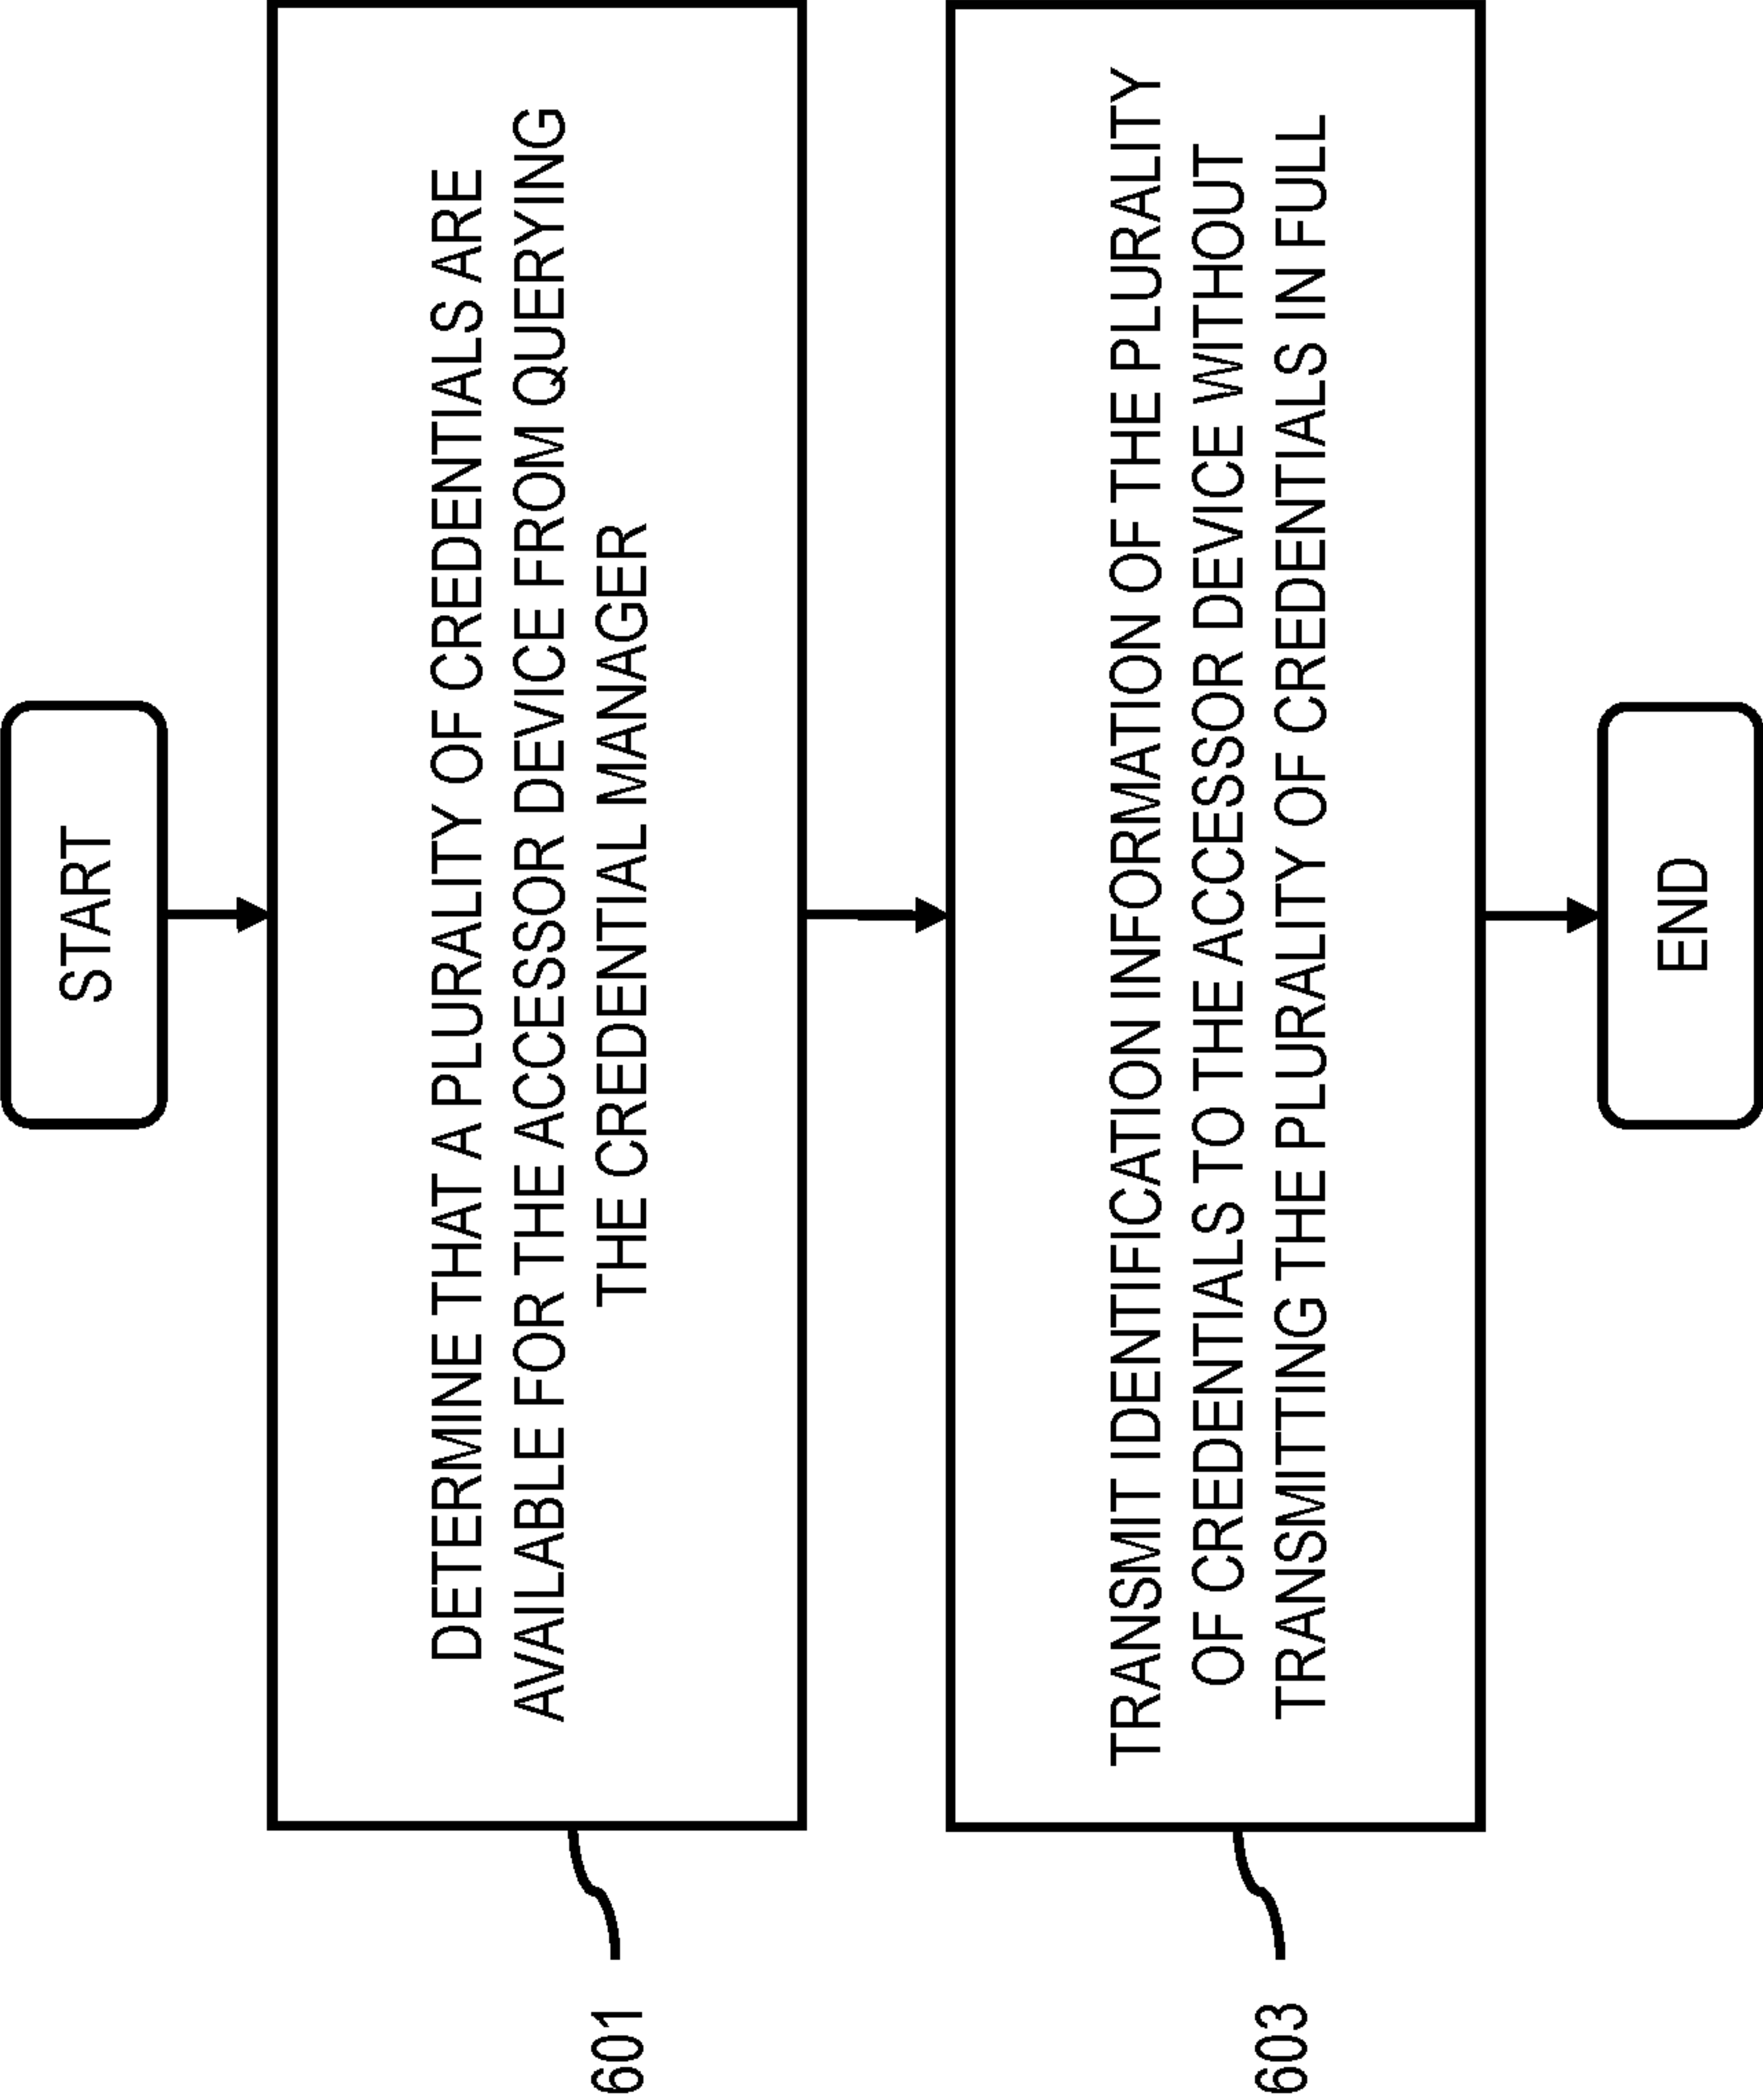 START
DETERMINE THAT A PLURALITY OF CREDENTIALS ARE
AVAILABLE FOR THE ACCESSOR DEVICE FROM QUERYING
THE CREDENTIAL MANAGER
601
TRANSMIT IDENTIFICATION INFORMATION OF THE PLURALITY
OF CREDENTIALS TO THE ACCESSOR DEVICE WITHOUT
TRANSMITTING THE PLURALITY OF CREDENTIALS IN FULL
603
END